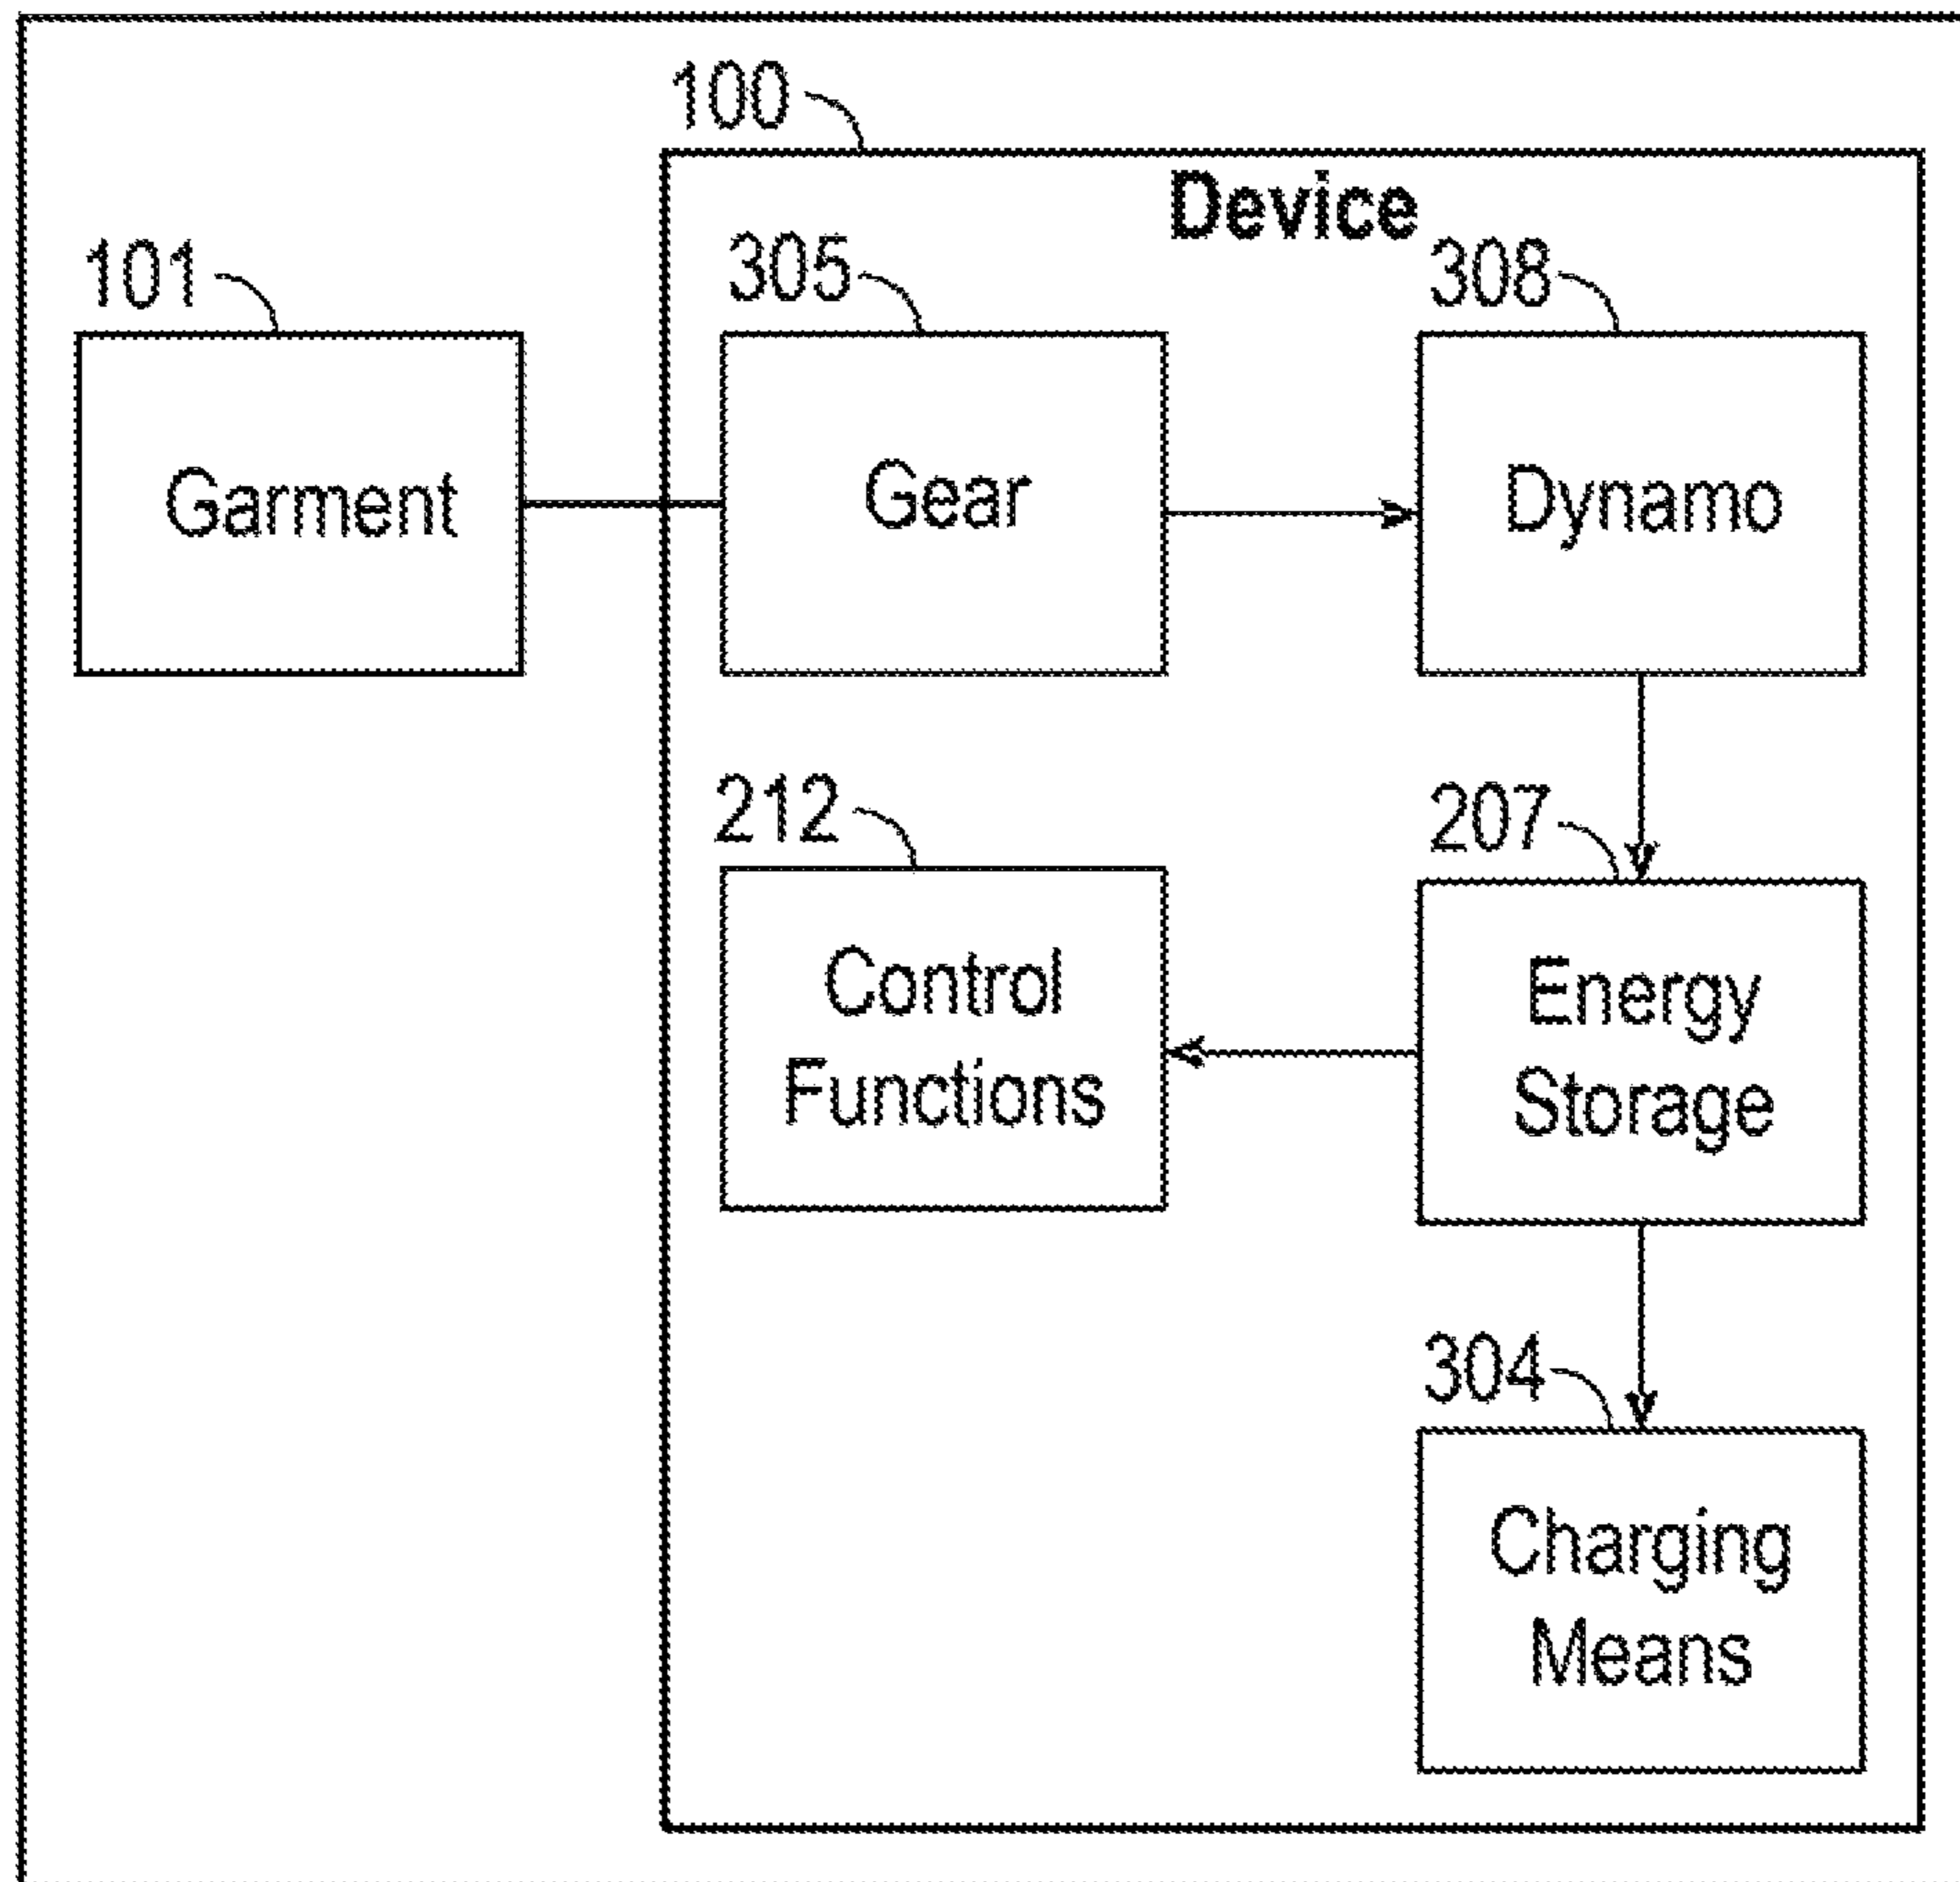 100
Device
101
305
308
Garment
Gear
Dynamo
212
207
Control
Functions
Energy
Storage
304
Charging
Means